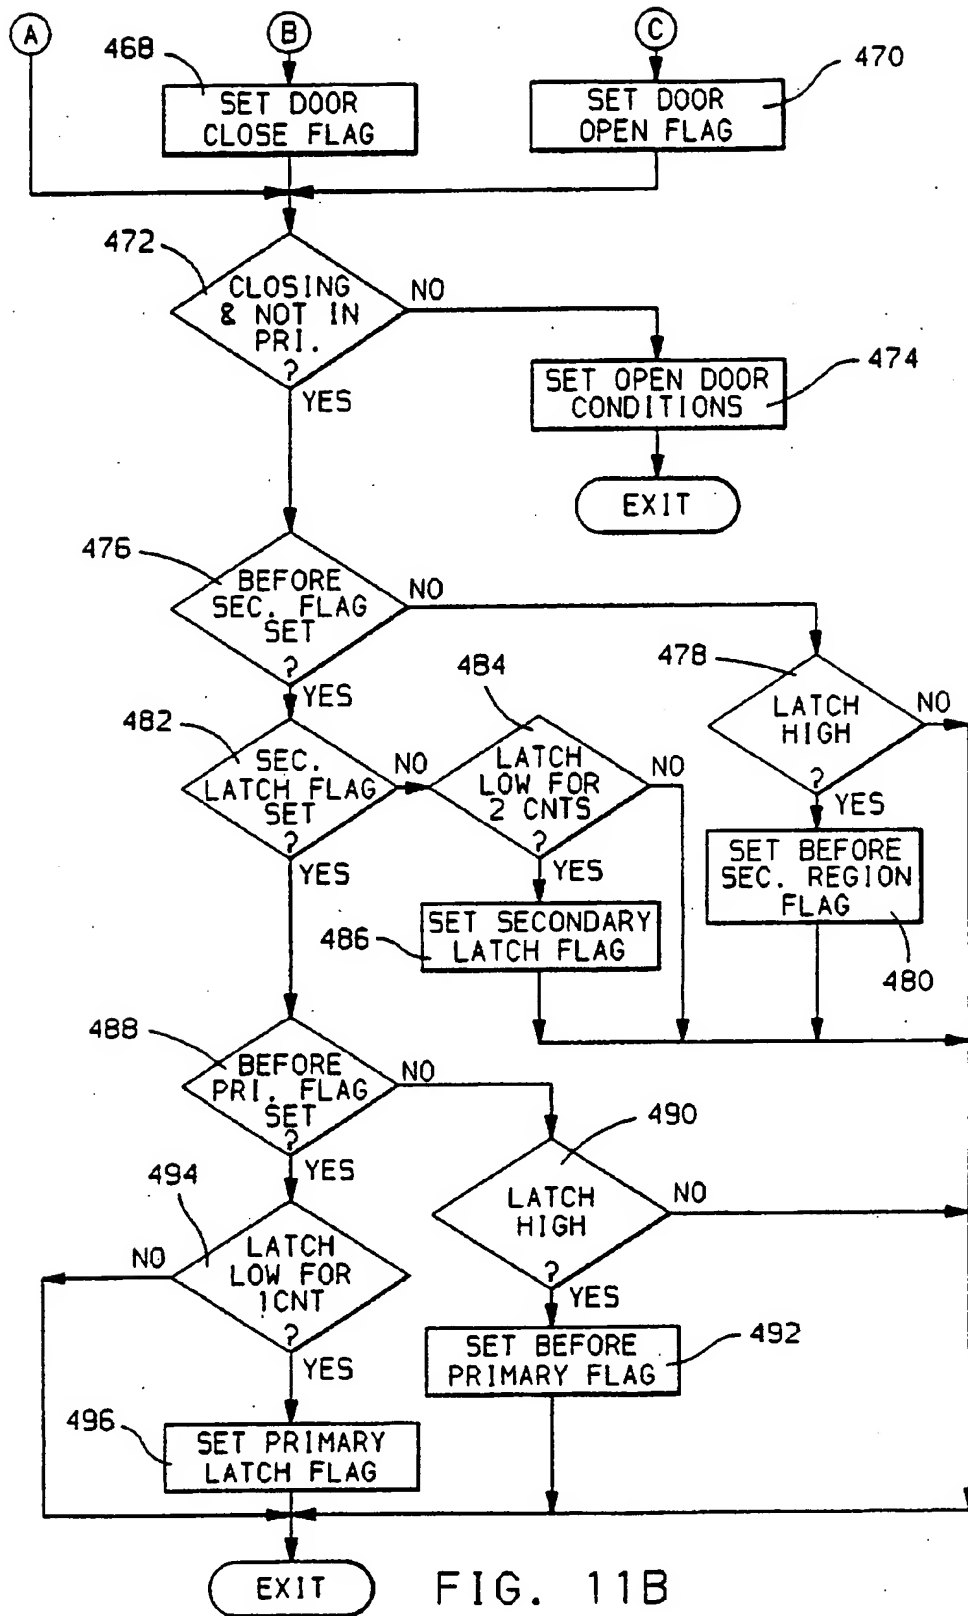 A
B
C
468
SET DOOR
CLOSE FLAG
SET DOOR
OPEN FLAG
470
472
CLOSING
& NOT IN
PRI.
?
NO
YES
SET OPEN DOOR
CONDITIONS
474
EXIT
476
BEFORE
SEC. FLAG
SET
?
NO
YES
478
LATCH
HIGH
?
NO
YES
SET BEFORE
SEC. REGION
FLAG
480
482
SEC.
LATCH FLAG
SET
?
NO
YES
484
LATCH
LOW FOR
2 CNTS
?
NO
YES
486
SET SECONDARY
LATCH FLAG
488
BEFORE
PRI. FLAG
SET
?
NO
YES
490
LATCH
HIGH
?
NO
YES
SET BEFORE
PRIMARY FLAG
492
494
LATCH
LOW FOR
1CNT
?
NO
YES
496
SET PRIMARY
LATCH FLAG
EXIT
FIG. 11B